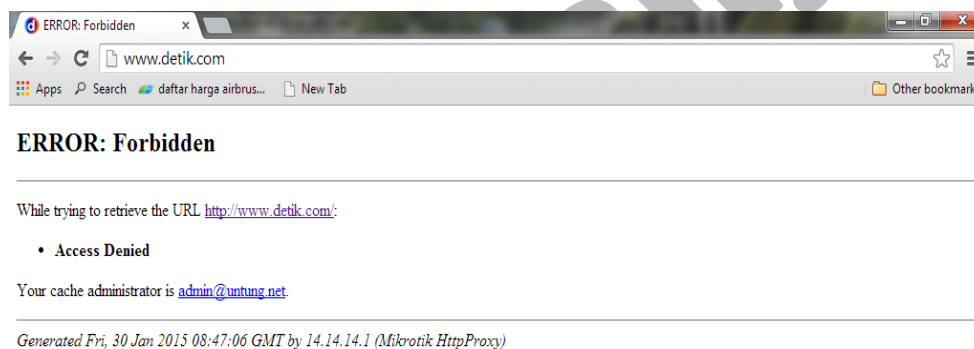 ERROR: Forbidden
www.detik.com
Apps Search daftar harga airbrus... New Tab Other bookmark
ERROR: Forbidden
While trying to retrieve the URL http://www.detik.com/:
• Access Denied
Your cache administrator is admin@untung.net.
Generated Fri, 30 Jan 2015 08:47:06 GMT by 14.14.14.1 (Mikrotik HttpProxy)